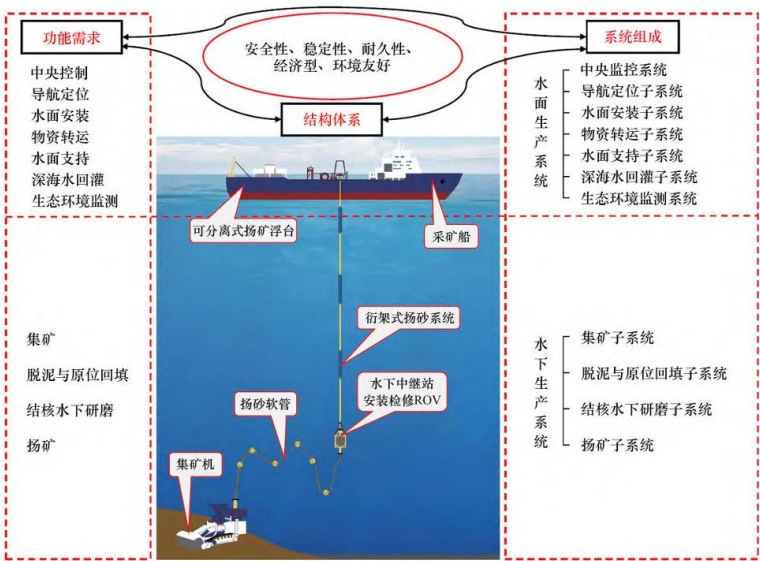 功能需求
安全性、稳定性、耐久性、
经济型、环境友好
系统组成
结构体系
中央控制
导航定位
水面安装
物资转运
水面支持
深海水回灌
生态环境监测
水面生产系统
中央监控系统
导航定位子系统
水面安装子系统
物资转运子系统
水面支持子系统
深海水回灌子系统
生态环境监测系统
可分离式扬矿浮台
采矿船
衍架式扬砂系统
水下中继站
安装检修ROV
扬砂软管
集矿机
集矿
脱泥与原位回填
结核水下研磨
扬矿
水下生产系统
集矿子系统
脱泥与原位回填子系统
结核水下研磨子系统
扬矿子系统